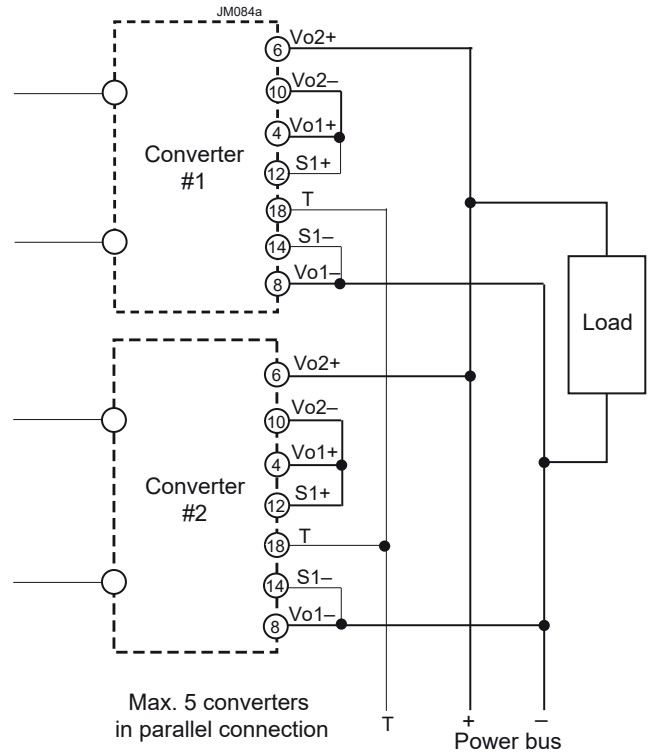 JM084a
6 Vo2+
10 Vo2–
4 Vo1+
12 S1+
Converter
#1
18 T
14 S1–
8 Vo1–
Load
6 Vo2+
10 Vo2–
4 Vo1+
12 S1+
Converter
#2
18 T
14 S1–
8 Vo1–
Max. 5 converters
in parallel connection
T
+
–
Power bus